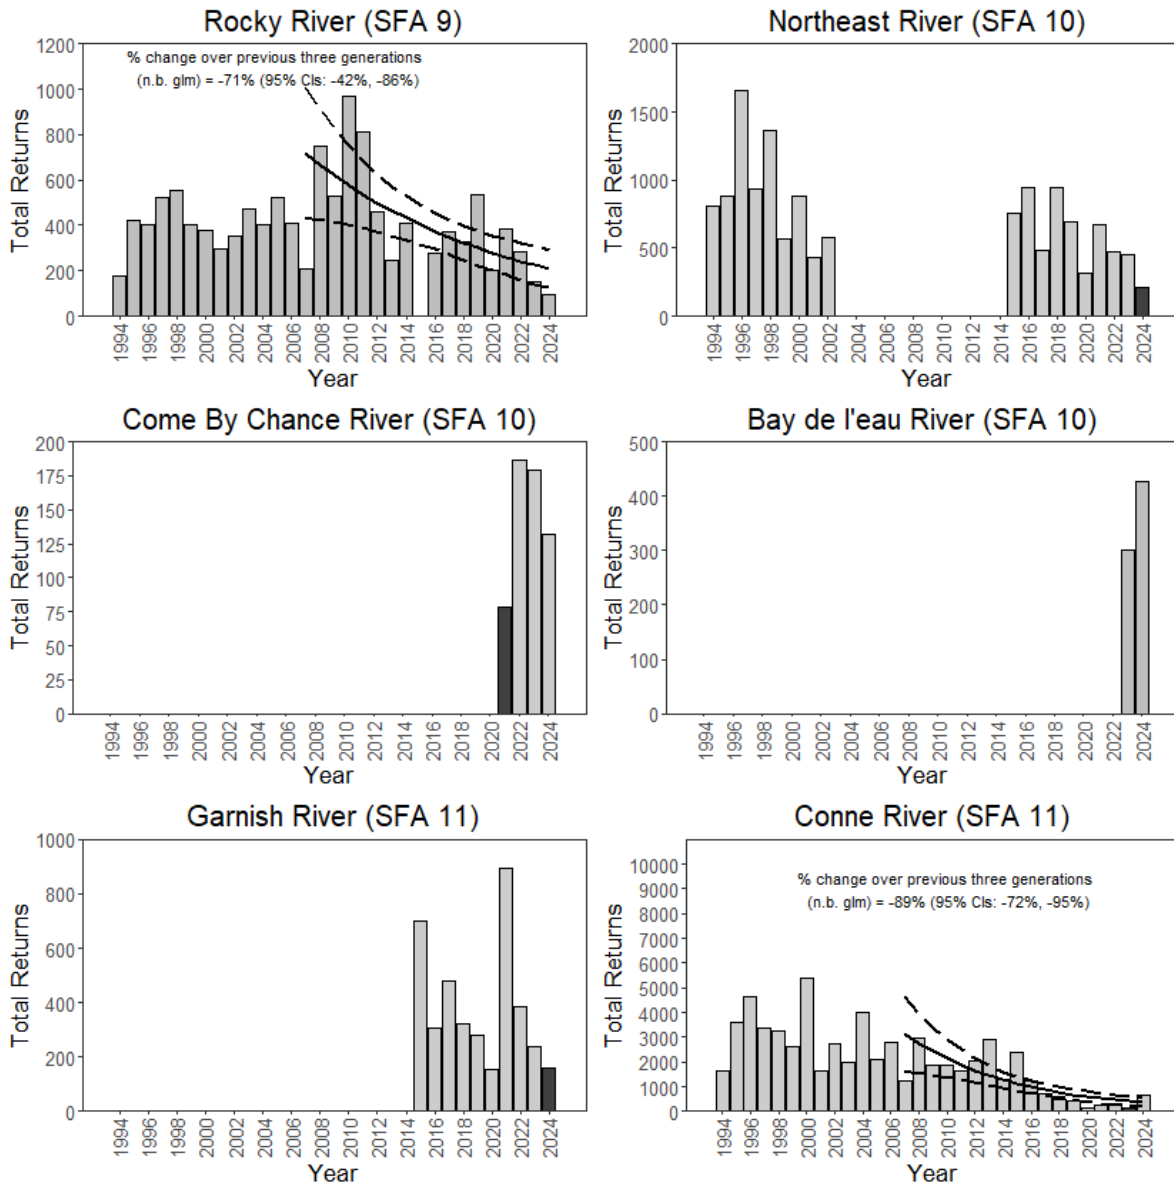 Rocky River (SFA 9)
% change over previous three generations
(n.b. glm) = -71% (95% CIs: -42%, -86%)
Total Returns
1200
1000
800
600
400
200
0
1994 1996 1998 2000 2002 2004 2006 2008 2010 2012 2014 2016 2018 2020 2022 2024
Year
Northeast River (SFA 10)
Total Returns
2000
1500
1000
500
0
1994 1996 1998 2000 2002 2004 2006 2008 2010 2012 2014 2016 2018 2020 2022 2024
Year
Come By Chance River (SFA 10)
Total Returns
200
175
150
125
100
75
50
25
0
1994 1996 1998 2000 2002 2004 2006 2008 2010 2012 2014 2016 2018 2020 2022 2024
Year
Bay de l'eau River (SFA 10)
Total Returns
500
400
300
200
100
0
1994 1996 1998 2000 2002 2004 2006 2008 2010 2012 2014 2016 2018 2020 2022 2024
Year
Garnish River (SFA 11)
Total Returns
1000
800
600
400
200
0
1994 1996 1998 2000 2002 2004 2006 2008 2010 2012 2014 2016 2018 2020 2022 2024
Year
Conne River (SFA 11)
% change over previous three generations
(n.b. glm) = -89% (95% CIs: -72%, -95%)
Total Returns
10000
9000
8000
7000
6000
5000
4000
3000
2000
1000
0
1994 1996 1998 2000 2002 2004 2006 2008 2010 2012 2014 2016 2018 2020 2022 2024
Year